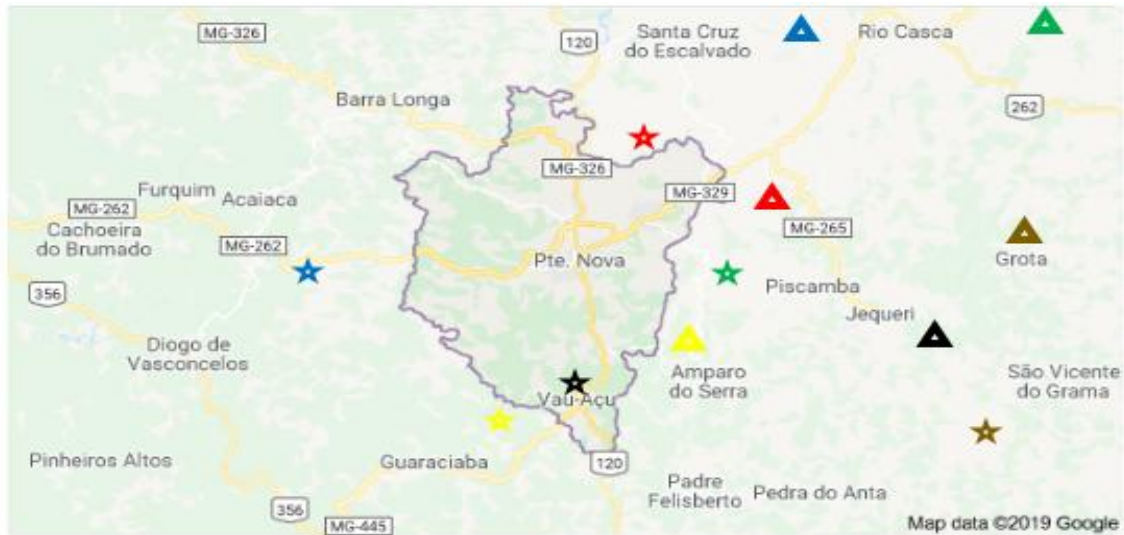 MG-326
120
Santa Cruz
do Escalvado
Rio Casca
262
Barra Longa
MG-326
MG-329
Furquim
Acaiaca
MG-262
Cachoeira
do Brumado
MG-262
MG-265
Pte. Nova
Grota
356
Piscamba
Jequeri
Diogo de
Vasconcelos
Amparo
do Serra
São Vicente
do Grama
Vau-Açu
Pinheiros Altos
Guaraciaba
120
Padre
Felisberto
Pedra do Anta
356
MG-445
Map data ©2019 Google